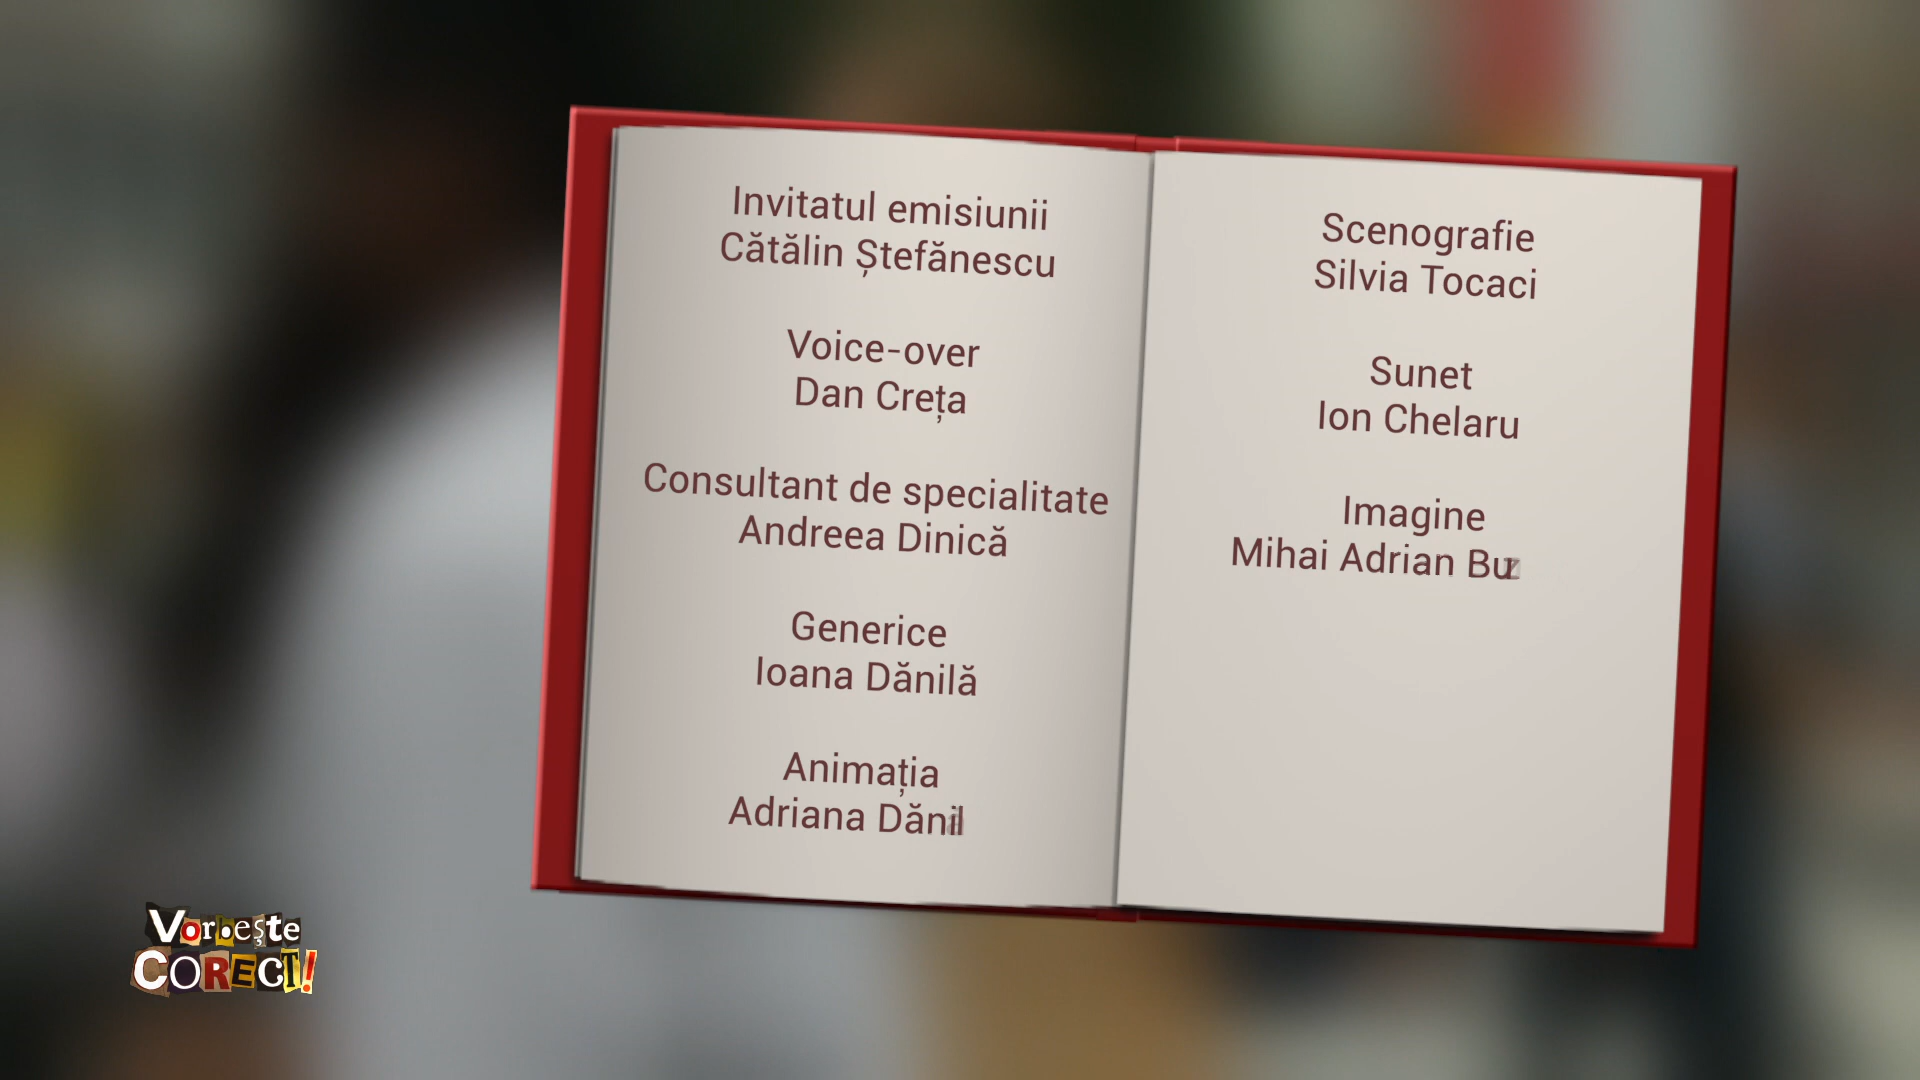 Invitatul emisiunii
Cătălin Ștefănescu
Voice-over
Dan Creța
Consultant de specialitate
Andreea Dinică
Generice
Ioana Dănilă
Animația
Adriana
Scenografie
Silvia Tocaci
Sunet
Ion Chelaru
Imagine
Mihai Adrian
Vorbește
CORECT!